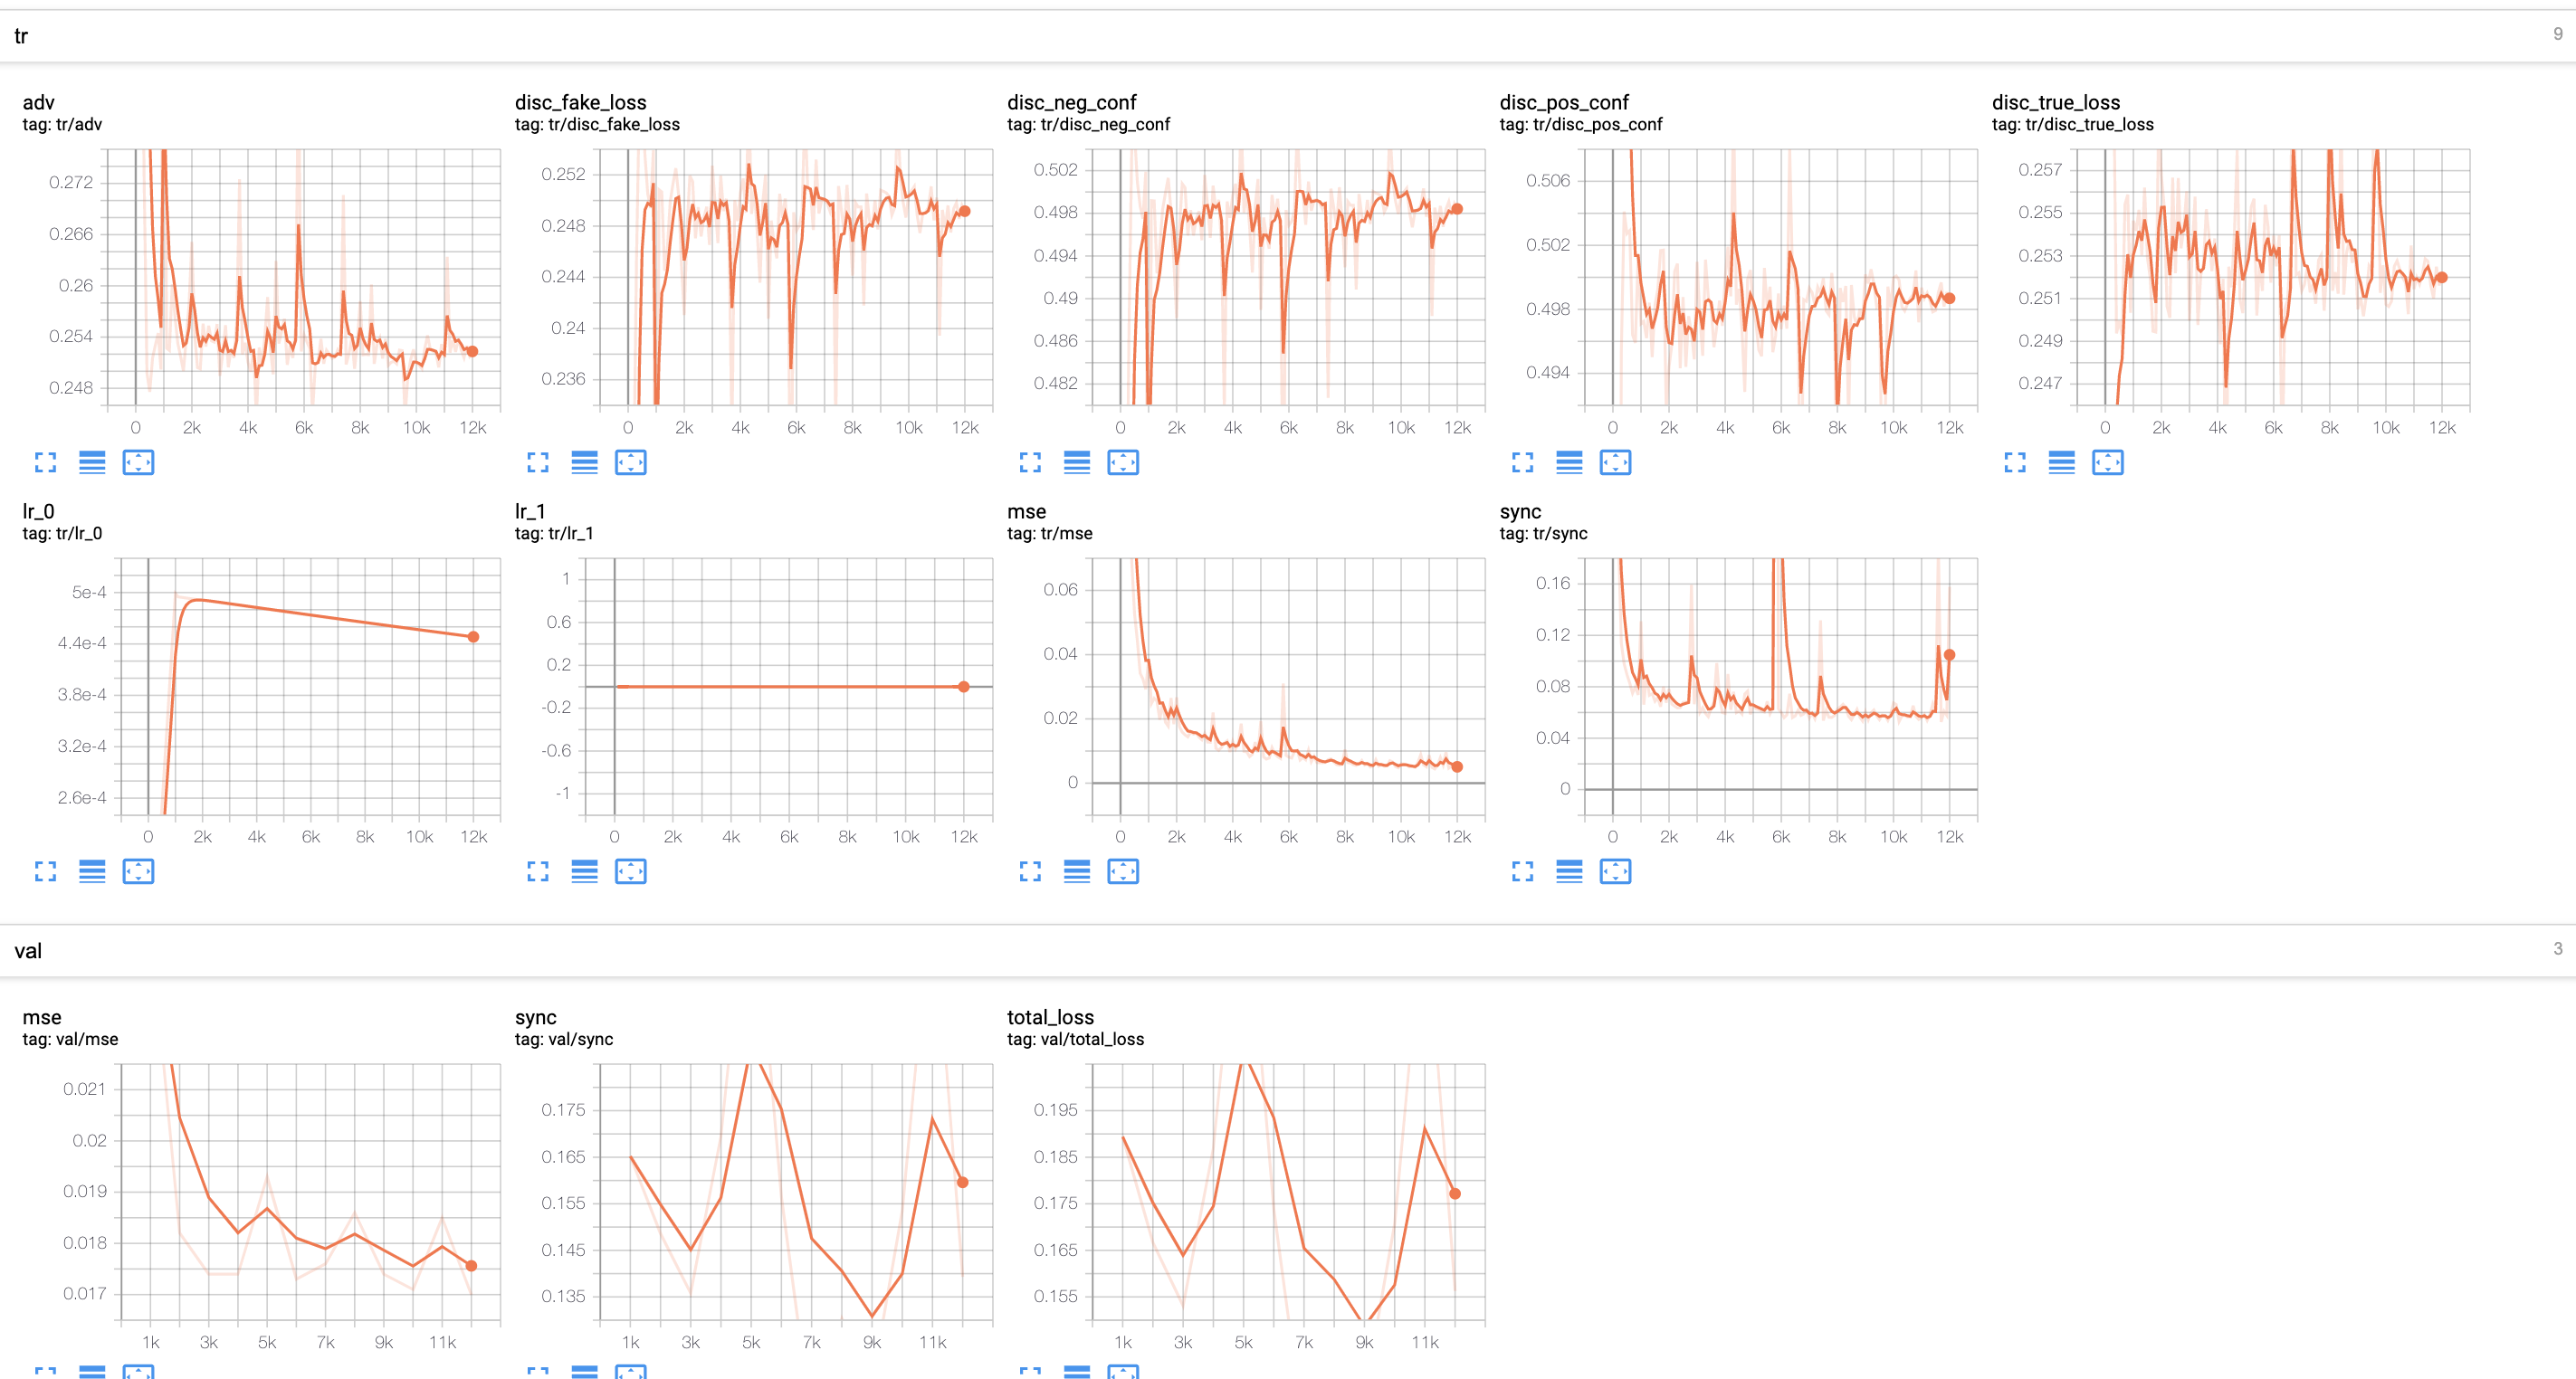 tr
9
adv
tag: tr/adv
0.272
0.266
0.26
0.254
0.248
0 2k 4k 6k 8k 10k 12k
disc_fake_loss
tag: tr/disc_fake_loss
0.252
0.248
0.244
0.24
0.236
0 2k 4k 6k 8k 10k 12k
disc_neg_conf
tag: tr/disc_neg_conf
0.502
0.498
0.494
0.49
0.486
0.482
0 2k 4k 6k 8k 10k 12k
disc_pos_conf
tag: tr/disc_pos_conf
0.506
0.502
0.498
0.494
0 2k 4k 6k 8k 10k 12k
disc_true_loss
tag: tr/disc_true_loss
0.257
0.255
0.253
0.251
0.249
0.247
0 2k 4k 6k 8k 10k 12k
lr_0
tag: tr/lr_0
5e-4
4.4e-4
3.8e-4
3.2e-4
2.6e-4
0 2k 4k 6k 8k 10k 12k
lr_1
tag: tr/lr_1
1
0.6
0.2
-0.2
-0.6
-1
0 2k 4k 6k 8k 10k 12k
mse
tag: tr/mse
0.06
0.04
0.02
0
0 2k 4k 6k 8k 10k 12k
sync
tag: tr/sync
0.16
0.12
0.08
0.04
0
0 2k 4k 6k 8k 10k 12k
val
3
mse
tag: val/mse
0.021
0.02
0.019
0.018
0.017
1k 3k 5k 7k 9k 11k
sync
tag: val/sync
0.175
0.165
0.155
0.145
0.135
1k 3k 5k 7k 9k 11k
total_loss
tag: val/total_loss
0.195
0.185
0.175
0.165
0.155
1k 3k 5k 7k 9k 11k